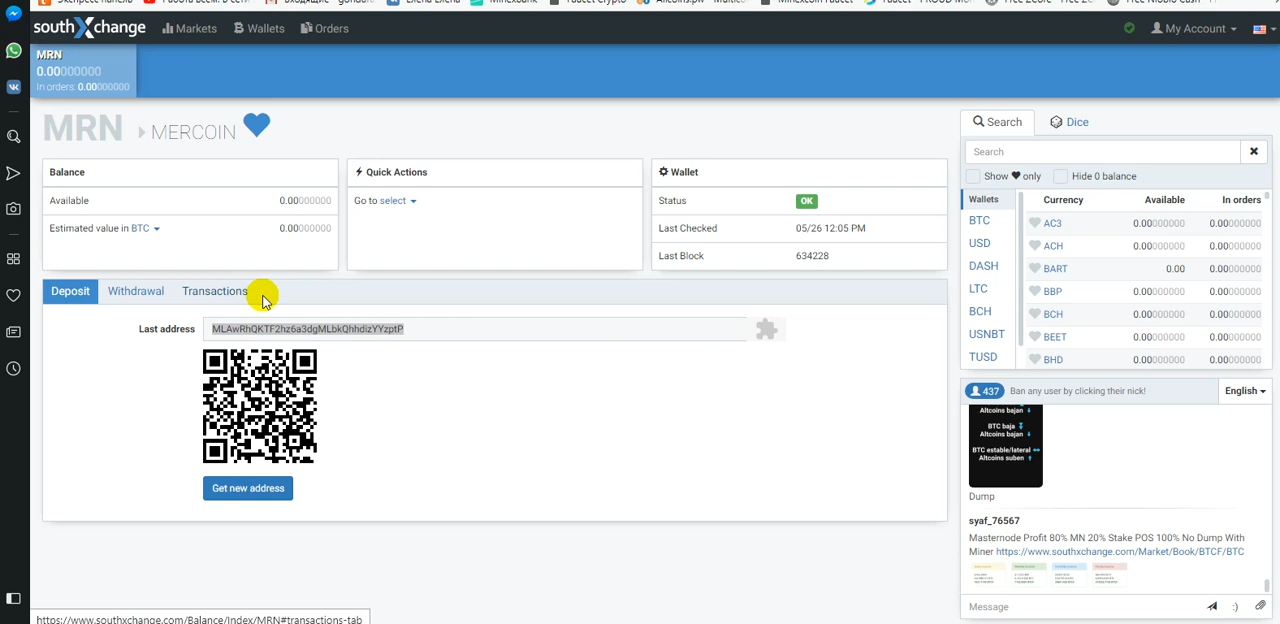 southXchange
Markets
Wallets
Orders
My Account
MRN
0.00000000
In orders: 0.00000000
MRN
MERCOIN
Balance
Available 0.00000000
Estimated value in BTC 0.00000000
Quick Actions
Go to select
Wallet
Status OK
Last Checked 05/26 12:05 PM
Last Block 634228
Deposit Withdrawal Transactions
Last address MLAwRhQKTF2hz6a3dgMLbkQhhdizYYzptP
Get new address
Search Dice
Search
Show only Hide 0 balance
Wallets
BTC
USD
DASH
LTC
BCH
USNBT
TUSD
Currency Available In orders
AC3 0.00000000 0.00000000
ACH 0.00000000 0.00000000
BART 0.00 0.00000000
BBP 0.00000000 0.00000000
BCH 0.00000000 0.00000000
BEET 0.00000000 0.00000000
BHD 0.00000000 0.00000000
437 Ban any user by clicking their nick! English
Altcoins bajan
BTC baja
Altcoins bajan
BTC estable/lateral
Altcoins suben
Dump
syaf_76567
Masternode Profit 80% MN 20% Stake POS 100% No Dump With
Miner https://www.southxchange.com/Market/Book/BTCF/BTC
Message :)
https://www.southxchange.com/Balance/Index/MRN#transactions-tab